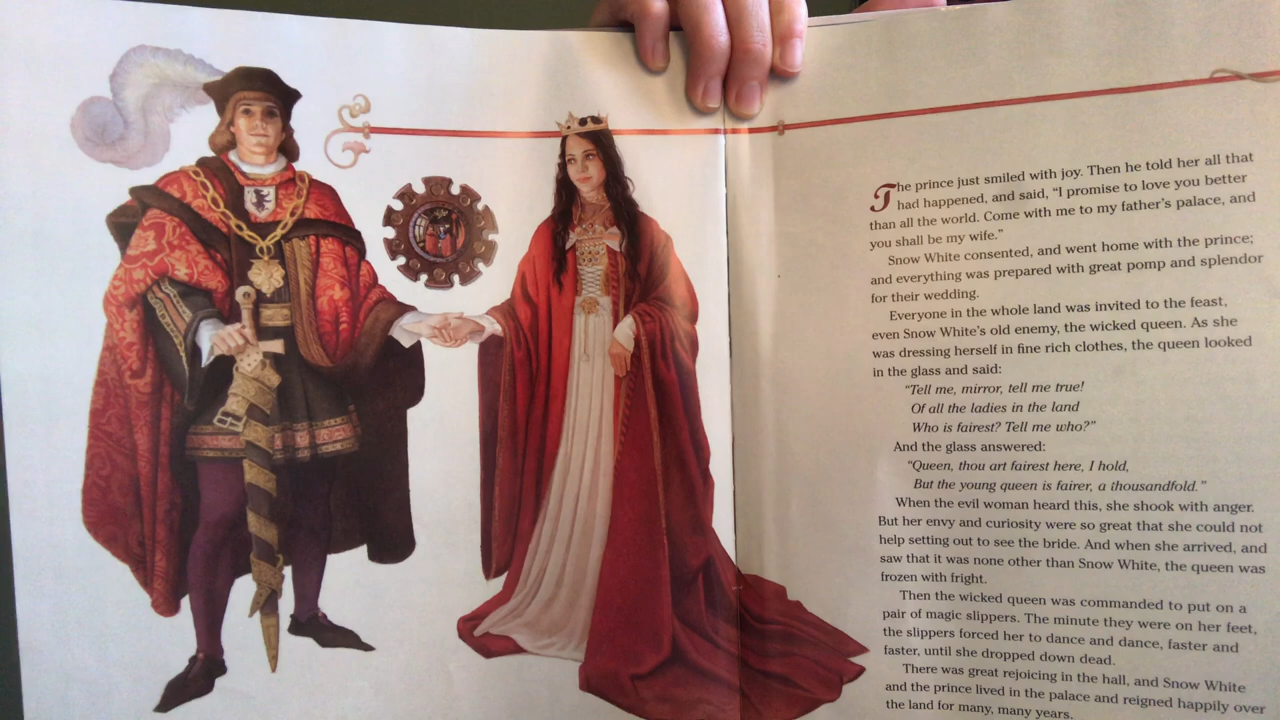 The prince just smiled with joy. Then he told her all that
had happened, and said, “I promise to love you better
than all the world. Come with me to my father’s palace, and
you shall be my wife.”
Snow White consented, and went home with the prince;
and everything was prepared with great pomp and splendor
for their wedding.
Everyone in the whole land was invited to the feast,
even Snow White’s old enemy, the wicked queen. As she
was dressing herself in fine rich clothes, the queen looked
in the glass and said:
“Tell me, mirror, tell me true!
Of all the ladies in the land
Who is fairest? Tell me who?”
And the glass answered:
“Queen, thou art fairest here, I hold,
But the young queen is fairer, a thousandfold.”
When the evil woman heard this, she shook with anger.
But her envy and curiosity were so great that she could not
help setting out to see the bride. And when she arrived, and
saw that it was none other than Snow White, the queen was
frozen with fright.
Then the wicked queen was commanded to put on a
pair of magic slippers. The minute they were on her feet,
the slippers forced her to dance and dance, faster and
faster, until she dropped down dead.
There was great rejoicing in the hall, and Snow White
and the prince lived in the palace and reigned happily over
the land for many, many years.